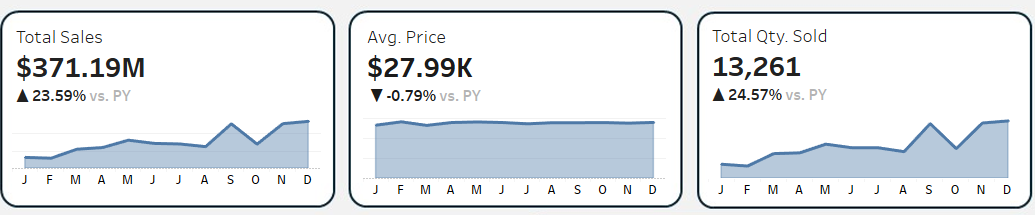 Total Sales
$371.19M
▲ 23.59% vs. PY
J F M A M J J A S O N D
Avg. Price
$27.99K
▼ -0.79% vs. PY
J F M A M J J A S O N D
Total Qty. Sold
13,261
▲ 24.57% vs. PY
J F M A M J J A S O N D